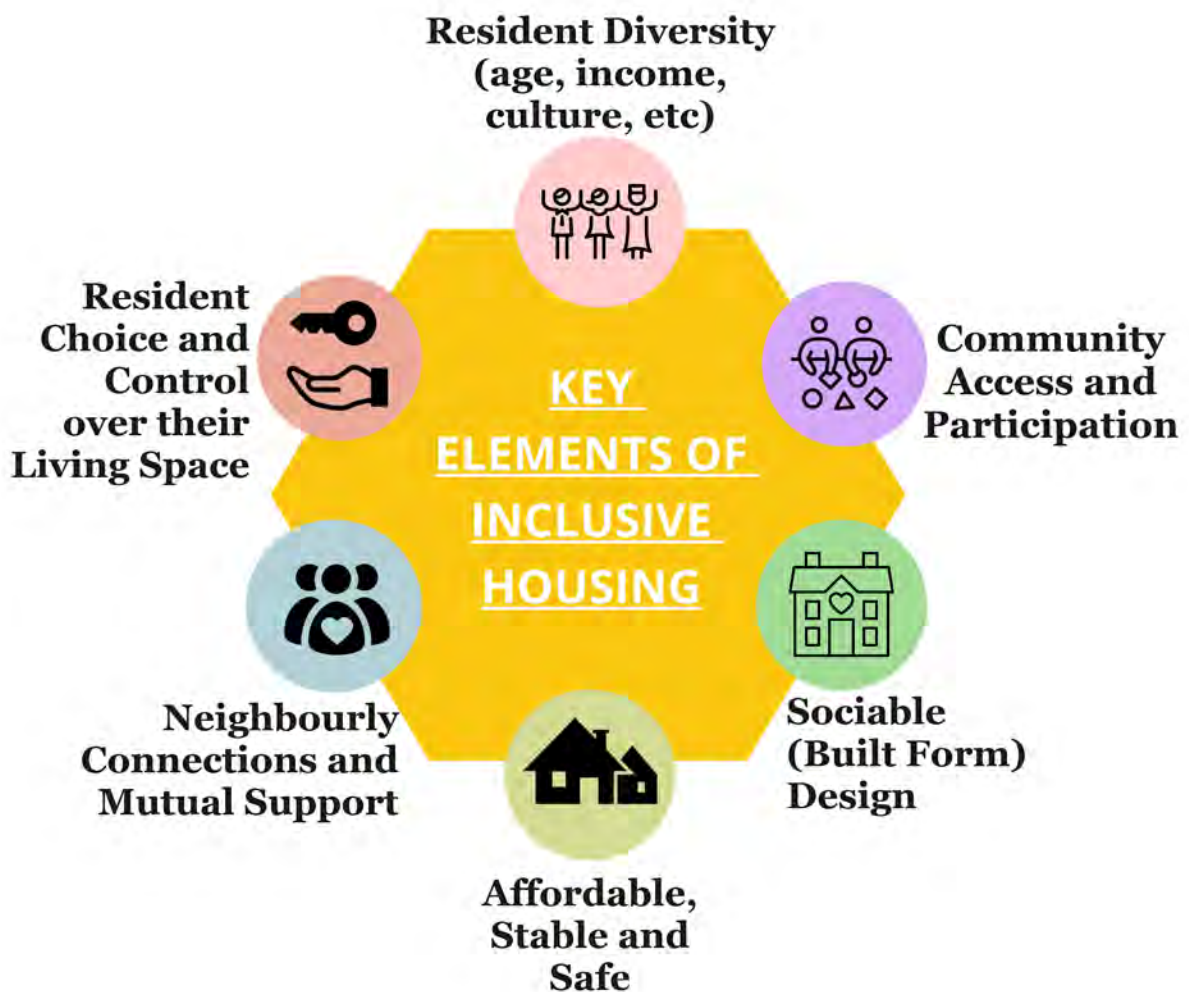 Resident Diversity
(age, income,
culture, etc)
Resident
Choice and
Control
over their
Living Space
KEY
ELEMENTS OF
INCLUSIVE
HOUSING
Community
Access and
Participation
Neighbourly
Connections and
Mutual Support
Sociable
(Built Form)
Design
Affordable,
Stable and
Safe